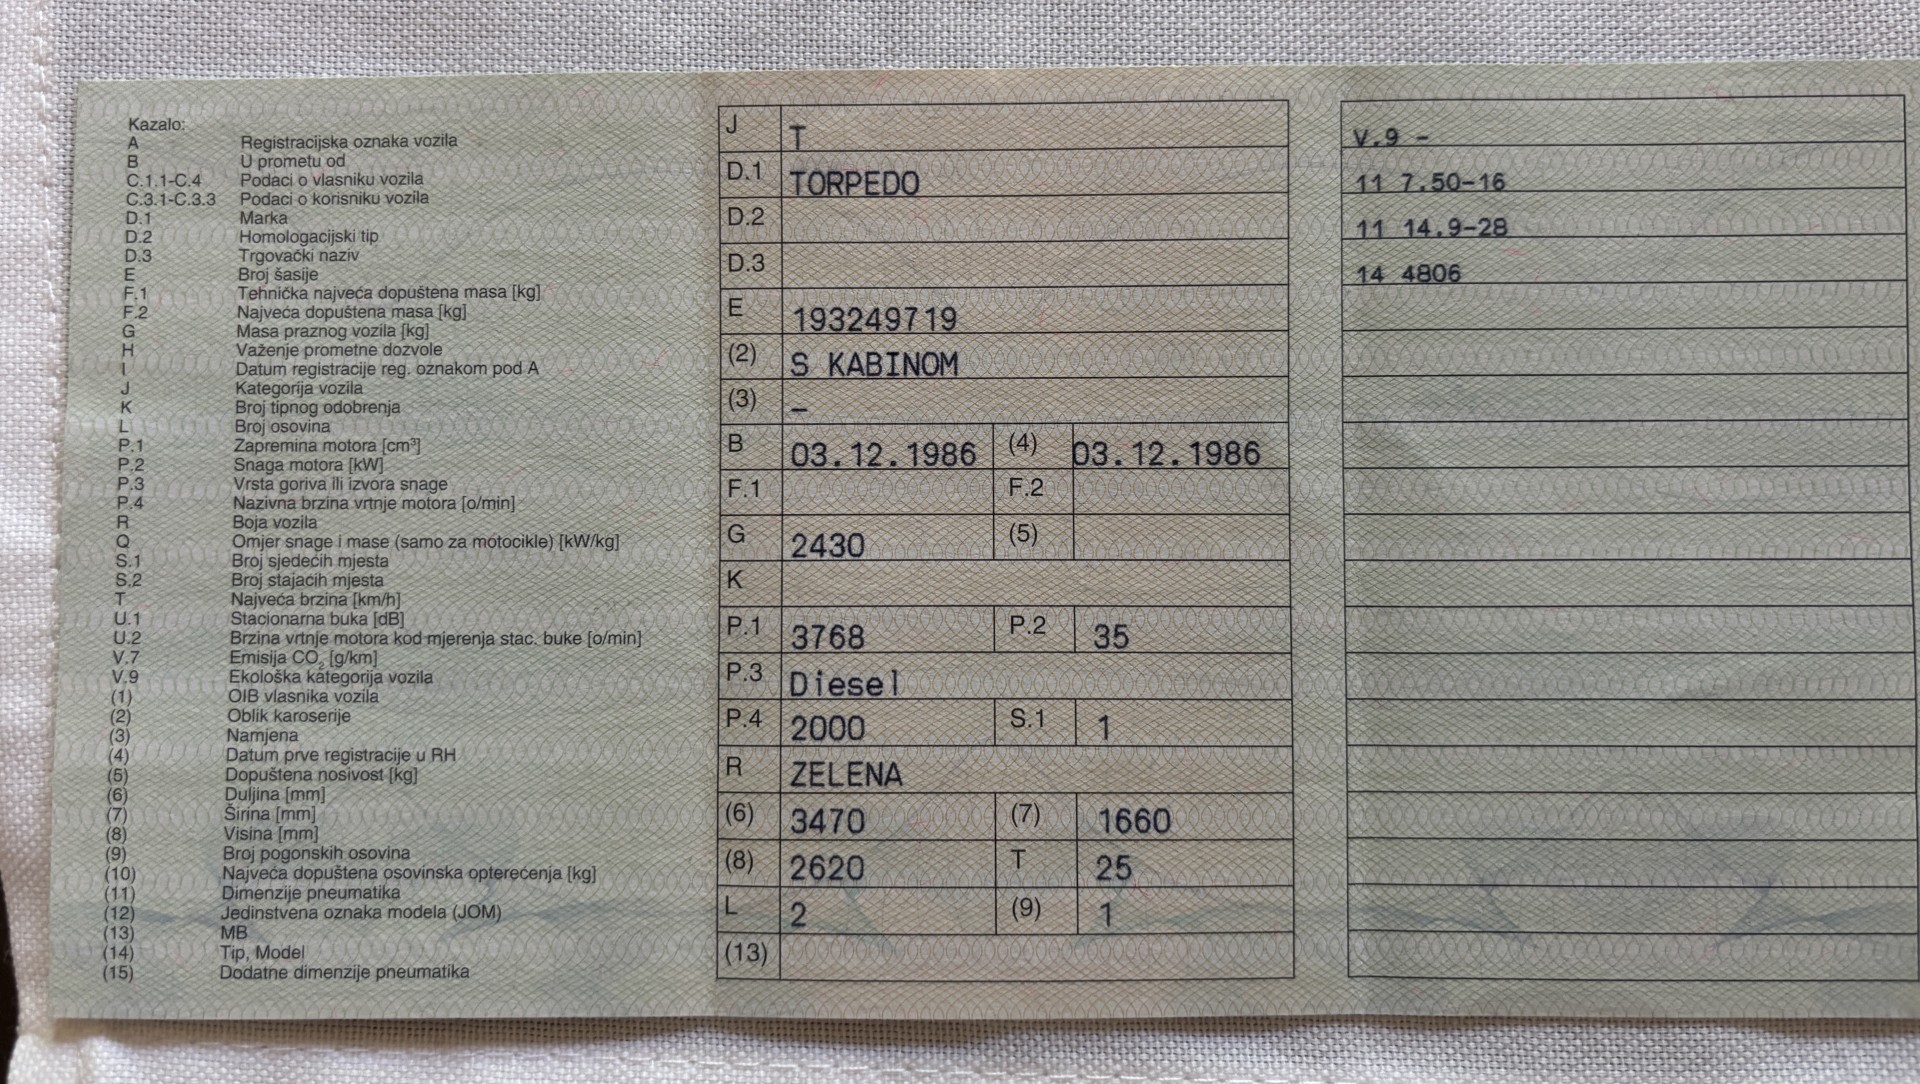 Kazalo:
A Registracijska oznaka vozila
B U prometu od
C.1.1-C.4 Podaci o vlasniku vozila
C.3.1-C.3.3 Podaci o korisniku vozila
D.1 Marka
D.2 Homologacijski tip
D.3 Trgovački naziv
E Broj šasije
F.1 Tehnička najveća dopuštena masa [kg]
F.2 Najveća dopuštena masa [kg]
G Masa praznog vozila [kg]
H Važenje prometne dozvole
I Datum registracije reg. oznakom pod A
J Kategorija vozila
K Broj tipnog odobrenja
L Broj osovina
P.1 Zapremina motora [cm³]
P.2 Snaga motora [kW]
P.3 Vrsta goriva ili izvora snage
P.4 Nazivna brzina vrtnje motora [o/min]
R Boja vozila
Q Omjer snage i mase (samo za motocikle) [kW/kg]
S.1 Broj sjedećih mjesta
S.2 Broj stajaćih mjesta
T Najveća brzina [km/h]
U.1 Stacionarna buka [dB]
U.2 Brzina vrtnje motora kod mjerenja stac. buke [o/min]
V.7 Emisija CO₂ [g/km]
V.9 Ekološka kategorija vozila
(1) OIB vlasnika vozila
(2) Oblik karoserije
(3) Namjena
(4) Datum prve registracije u RH
(5) Dopuštena nosivost [kg]
(6) Duljina [mm]
(7) Širina [mm]
(8) Visina [mm]
(9) Broj pogonskih osovina
(10) Najveća dopuštena osovinska opterećenja [kg]
(11) Dimenzije pneumatika
(12) Jedinstvena oznaka modela (JOM)
(13) MB
(14) Tip, Model
(15) Dodatne dimenzije pneumatika
J T
D.1 TORPEDO
D.2
D.3
E 193249719
(2) S KABINOM
(3) –
B 03.12.1986 (4) 03.12.1986
F.1 F.2
G 2430 (5)
K
P.1 3768 P.2 35
P.3 Diesel
P.4 2000 S.1 1
R ZELENA
(6) 3470 (7) 1660
(8) 2620 T 25
L 2 (9) 1
(13)
V.9 –
11 7.50-16
11 14.9-28
14 4806